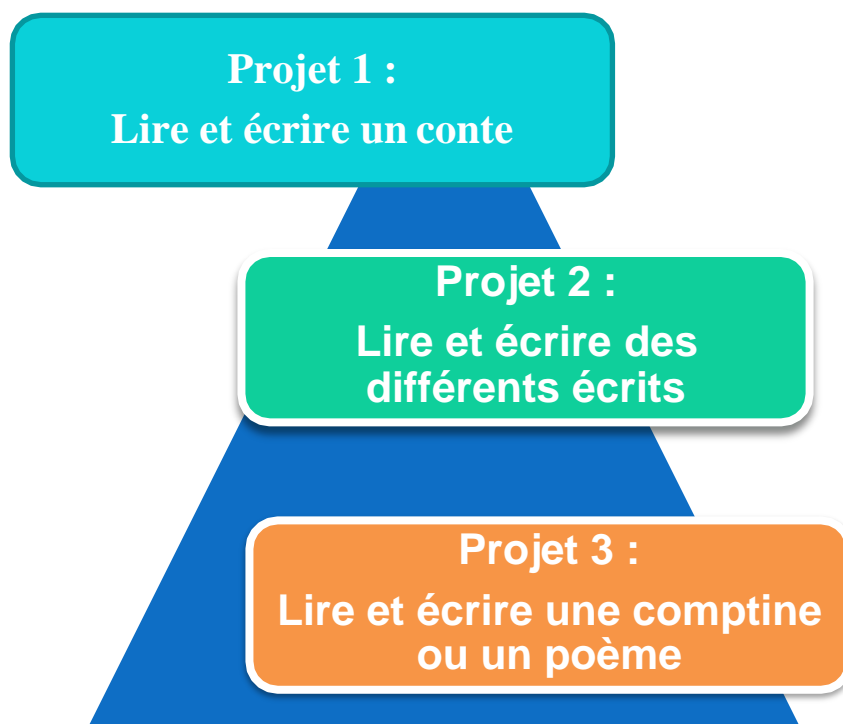 Projet 1 :
Lire et écrire un conte
Projet 2 :
Lire et écrire des
différents écrits
Projet 3 :
Lire et écrire une comptine
ou un poème